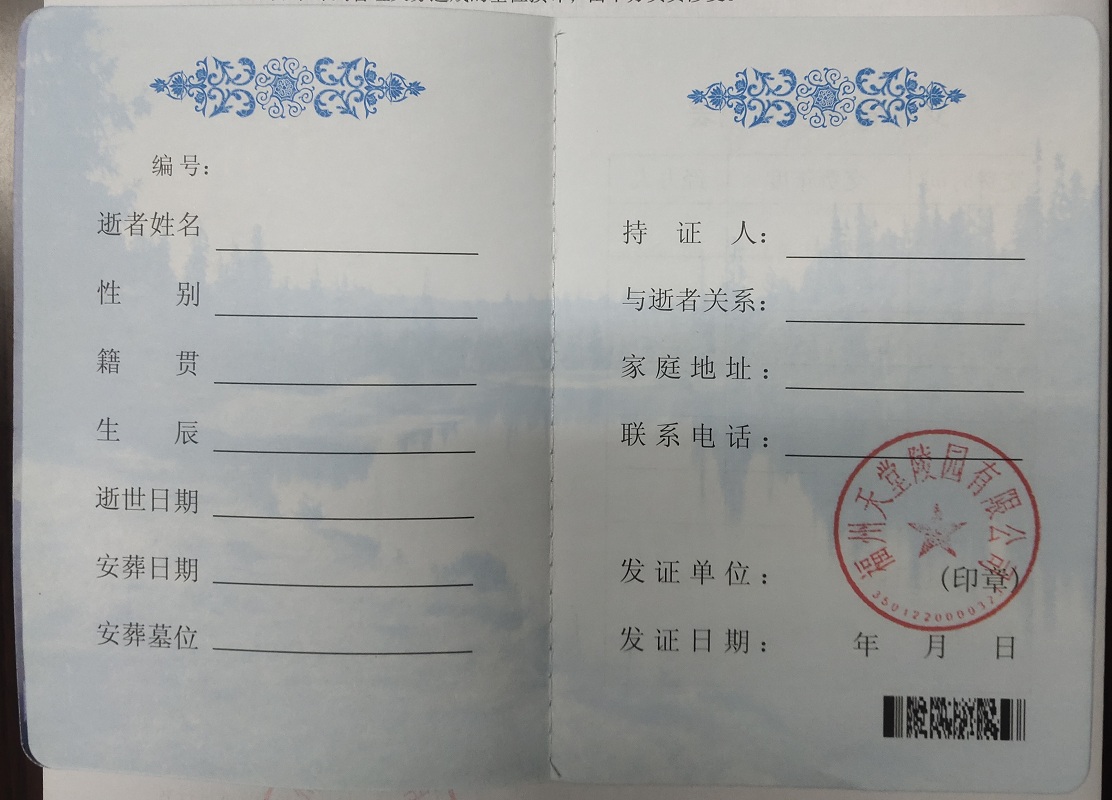 编号：
逝者姓名
性别
籍贯
生辰
逝世日期
安葬日期
安葬墓位
持证人：
与逝者关系：
家庭地址：
联系电话：
福州天堂陵园有限公司
发证单位：
(印章)
发证日期： 年 月 日